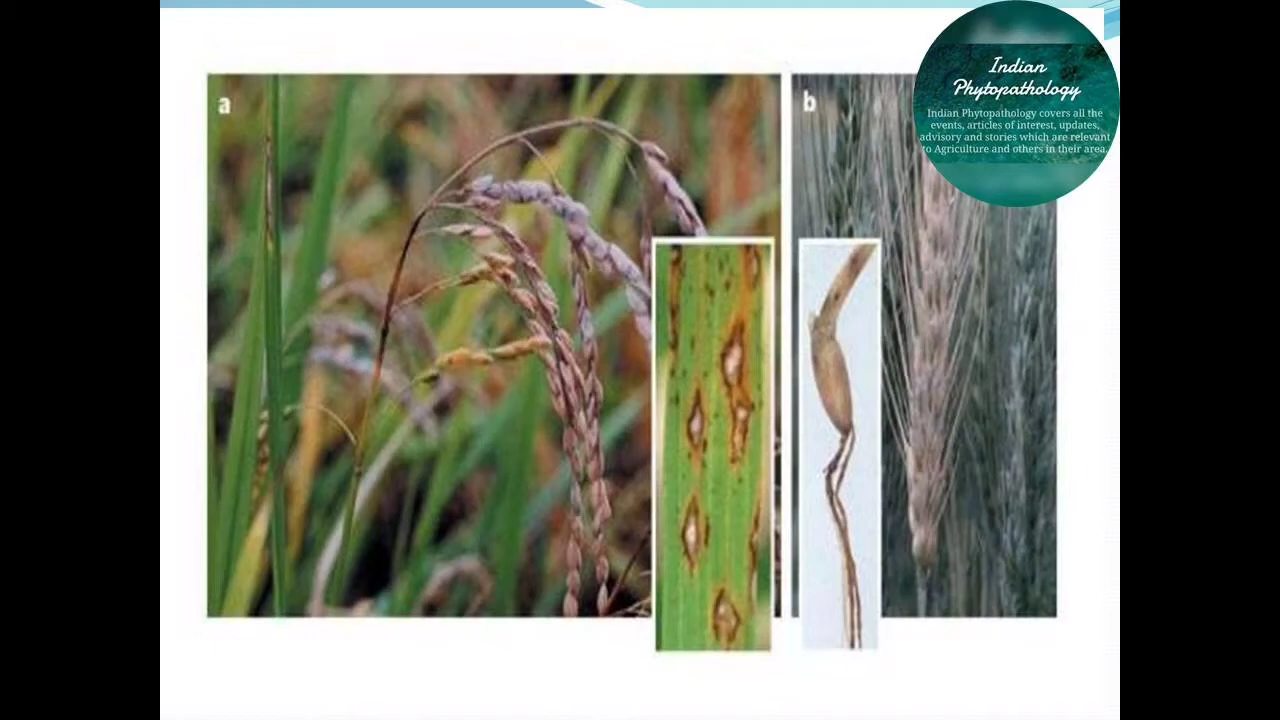 a
b
Indian
Phytopathology
Indian Phytopathology covers all the
events, articles of interest, updates,
advisory and stories which are relevant
to Agriculture and others in their area.